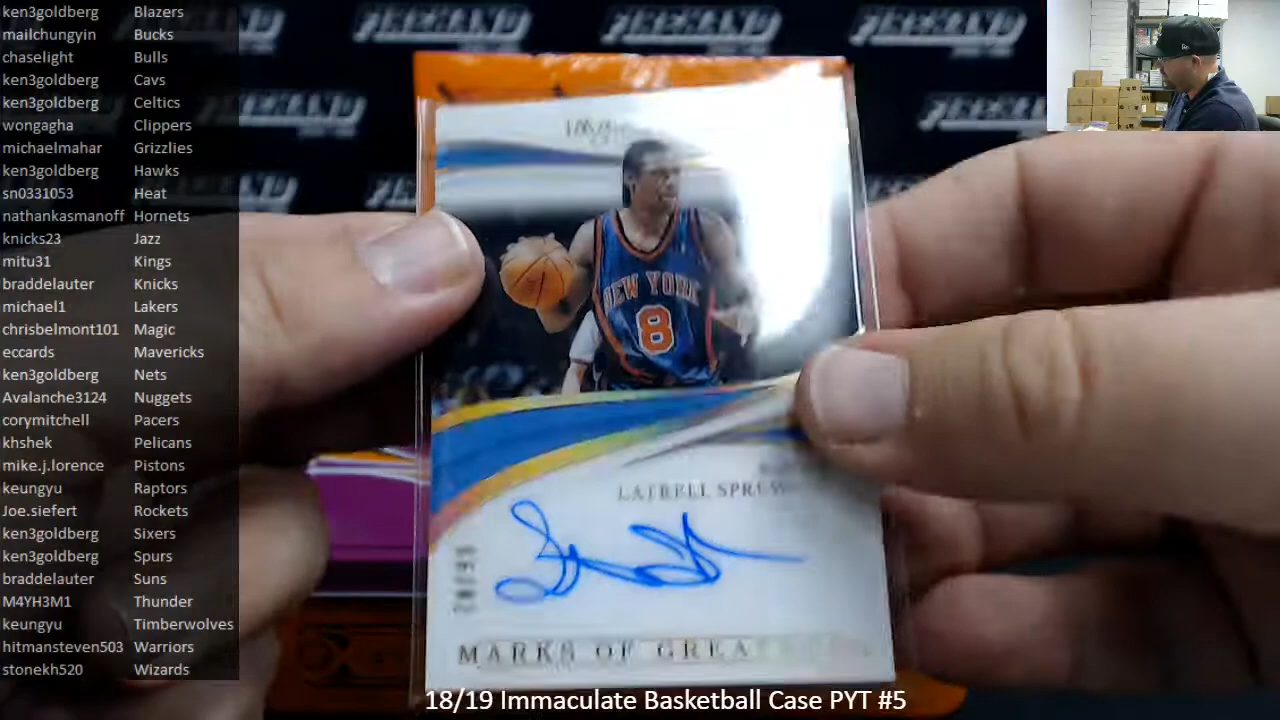 ken3goldberg Blazers
mailchungyin Bucks
chaselight Bulls
ken3goldberg Cavs
ken3goldberg Celtics
wongagha Clippers
michaelmahar Grizzlies
ken3goldberg Hawks
sn0331053 Heat
nathankasmanoff Hornets
knicks23 Jazz
mitu31 Kings
braddelauter Knicks
michael1 Lakers
chrisbelmont101 Magic
eccards Mavericks
ken3goldberg Nets
Avalanche3124 Nuggets
corymitchell Pacers
khshek Pelicans
mike.j.lorence Pistons
keungyu Raptors
Joe.siefert Rockets
ken3goldberg Sixers
ken3goldberg Spurs
braddelauter Suns
M4YH3M1 Thunder
keungyu Timberwolves
hitmansteven503 Warriors
stonekh520 Wizards
NEW YORK
8
LATRELL
MARKS OF
18/19 Immaculate Basketball Case PYT #5